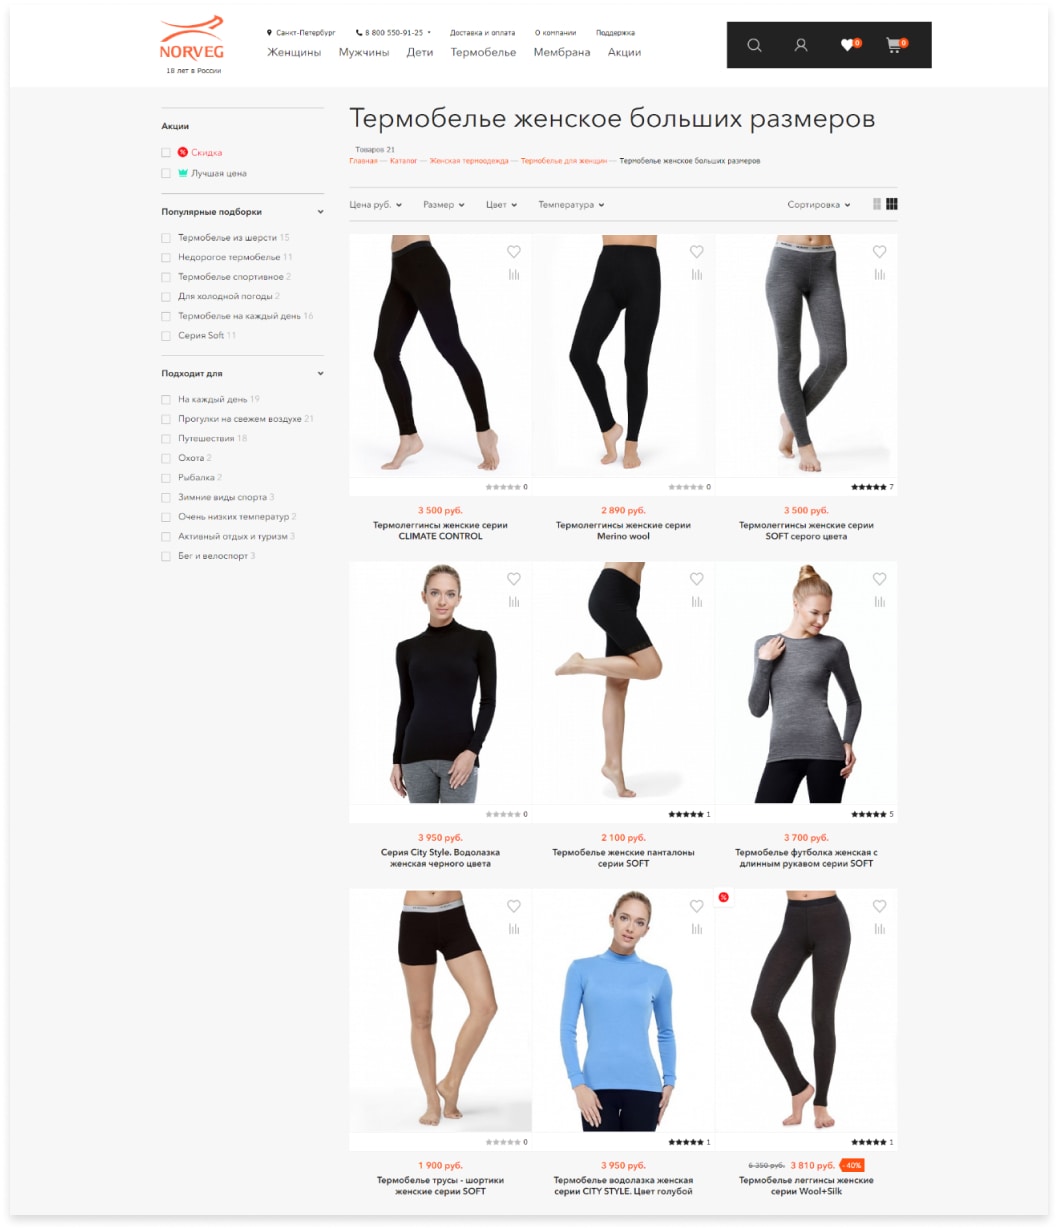 NORVEG
18 лет в России
Санкт-Петербург
8 800 550-91-25
Доставка и оплата
О компании
Поддержка
Женщины
Мужчины
Дети
Термобелье
Мембрана
Акции
0
0
Акции
Скидка
Лучшая цена
Популярные подборки
Термобелье из шерсти 15
Недорогое термобелье 11
Термобелье спортивное 2
Для холодной погоды 2
Термобелье на каждый день 16
Серия Soft 11
Подходит для
На каждый день 19
Прогулки на свежем воздухе 21
Путешествия 18
Охота 2
Рыбалка 2
Зимние виды спорта 3
Очень низких температур 2
Активный отдых и туризм 3
Бег и велоспорт 3
Термобелье женское больших размеров
Товаров 21
Главная — Каталог — Женская термоодежда — Термобелье для женщин — Термобелье женское больших размеров
Цена руб.
Размер
Цвет
Температура
Сортировка
0
3 500 руб.
Термолеггинсы женские серии
CLIMATE CONTROL
0
2 890 руб.
Термолеггинсы женские серии
Merino wool
7
3 500 руб.
Термолеггинсы женские серии
SOFT серого цвета
0
3 950 руб.
Серия City Style. Водолазка
женская черного цвета
1
2 100 руб.
Термобелье женские панталоны
серии SOFT
5
3 700 руб.
Термобелье футболка женская с
длинным рукавом серии SOFT
0
1 900 руб.
Термобелье трусы - шортики
женские серии SOFT
1
3 950 руб.
Термобелье водолазка женская
серии CITY STYLE. Цвет голубой
%
1
6 350 руб. 3 810 руб. - 40%
Термобелье леггинсы женские
серии Wool+Silk